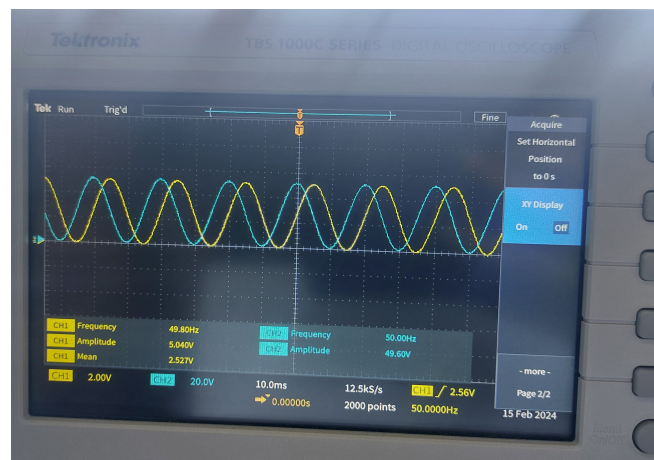 Tektronix TBS 1000C SERIES DIGITAL OSCILLOSCOPE
Tek Run Trig'd Fine
Acquire
Set Horizontal
Position
to 0 s
XY Display
On Off
CH1 Frequency 49.80Hz CH2 Frequency 50.00Hz
CH1 Amplitude 5.040V CH2 Amplitude 49.60V
CH1 Mean 2.527V
CH1 2.00V CH2 20.0V 10.0ms 12.5kS/s CH1 2.56V
0.00000s 2000 points 50.0000Hz
- more -
Page 2/2
15 Feb 2024